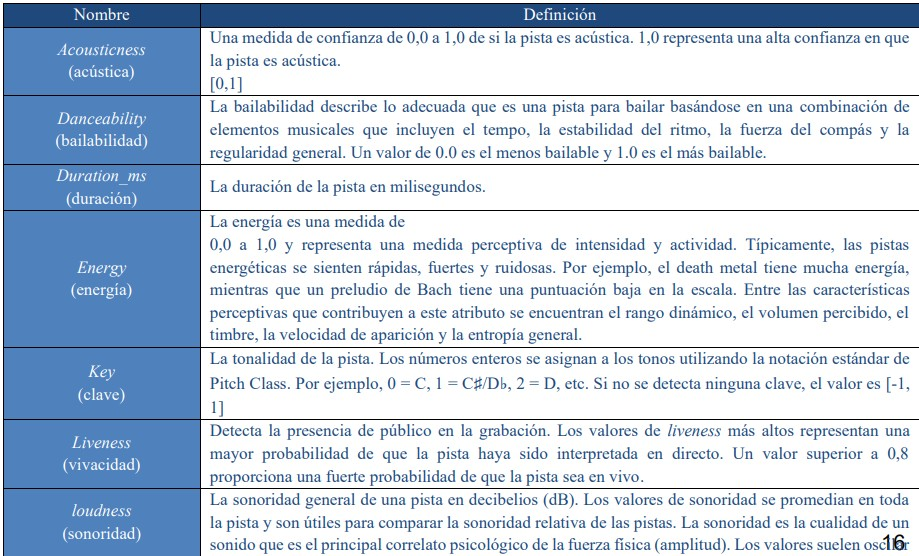 Nombre
Definición
Acousticness
(acústica)
Una medida de confianza de 0,0 a 1,0 de si la pista es acústica. 1,0 representa una alta confianza en que
la pista es acústica.
[0,1]
Danceability
(bailabilidad)
La bailabilidad describe lo adecuada que es una pista para bailar basándose en una combinación de
elementos musicales que incluyen el tempo, la estabilidad del ritmo, la fuerza del compás y la
regularidad general. Un valor de 0.0 es el menos bailable y 1.0 es el más bailable.
Duration_ms
(duración)
La duración de la pista en milisegundos.
Energy
(energía)
La energía es una medida de
0,0 a 1,0 y representa una medida perceptiva de intensidad y actividad. Típicamente, las pistas
energéticas se sienten rápidas, fuertes y ruidosas. Por ejemplo, el death metal tiene mucha energía,
mientras que un preludio de Bach tiene una puntuación baja en la escala. Entre las características
perceptivas que contribuyen a este atributo se encuentran el rango dinámico, el volumen percibido, el
timbre, la velocidad de aparición y la entropía general.
Key
(clave)
La tonalidad de la pista. Los números enteros se asignan a los tonos utilizando la notación estándar de
Pitch Class. Por ejemplo, 0 = C, 1 = C♯/D♭, 2 = D, etc. Si no se detecta ninguna clave, el valor es [-1,
1]
Liveness
(vivacidad)
Detecta la presencia de público en la grabación. Los valores de liveness más altos representan una
mayor probabilidad de que la pista haya sido interpretada en directo. Un valor superior a 0,8
proporciona una fuerte probabilidad de que la pista sea en vivo.
loudness
(sonoridad)
La sonoridad general de una pista en decibelios (dB). Los valores de sonoridad se promedian en toda
la pista y son útiles para comparar la sonoridad relativa de las pistas. La sonoridad es la cualidad de un
sonido que es el principal correlato psicológico de la fuerza física (amplitud). Los valores suelen oscilar
16